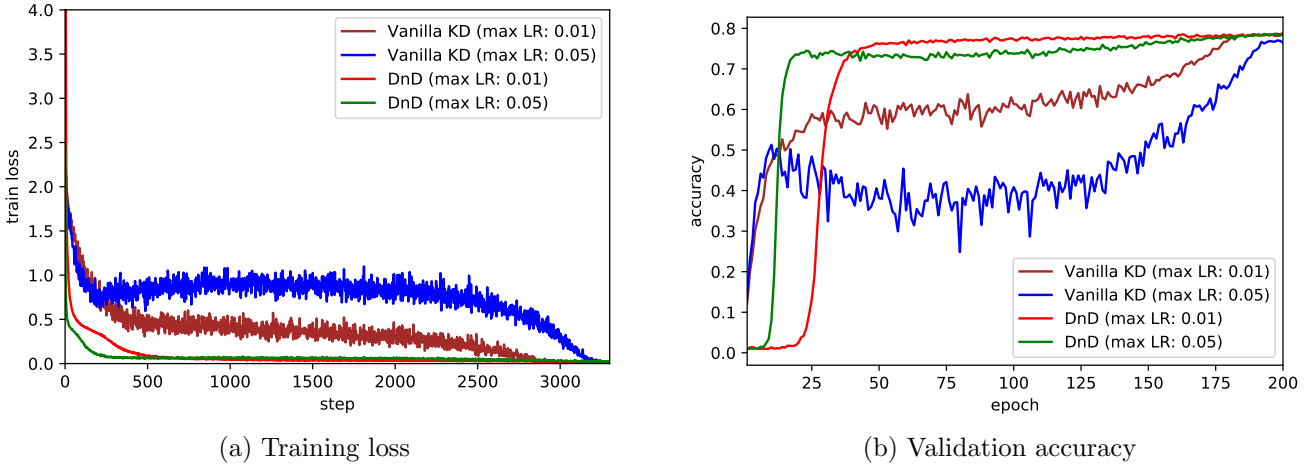 4.0
3.5
3.0
2.5
2.0
1.5
1.0
0.5
0.0
train loss
Vanilla KD (max LR: 0.01)
Vanilla KD (max LR: 0.05)
DnD (max LR: 0.01)
DnD (max LR: 0.05)
0 500 1000 1500 2000 2500 3000
step
(a) Training loss
0.8
0.7
0.6
0.5
0.4
0.3
0.2
0.1
0.0
accuracy
Vanilla KD (max LR: 0.01)
Vanilla KD (max LR: 0.05)
DnD (max LR: 0.01)
DnD (max LR: 0.05)
25 50 75 100 125 150 175 200
epoch
(b) Validation accuracy